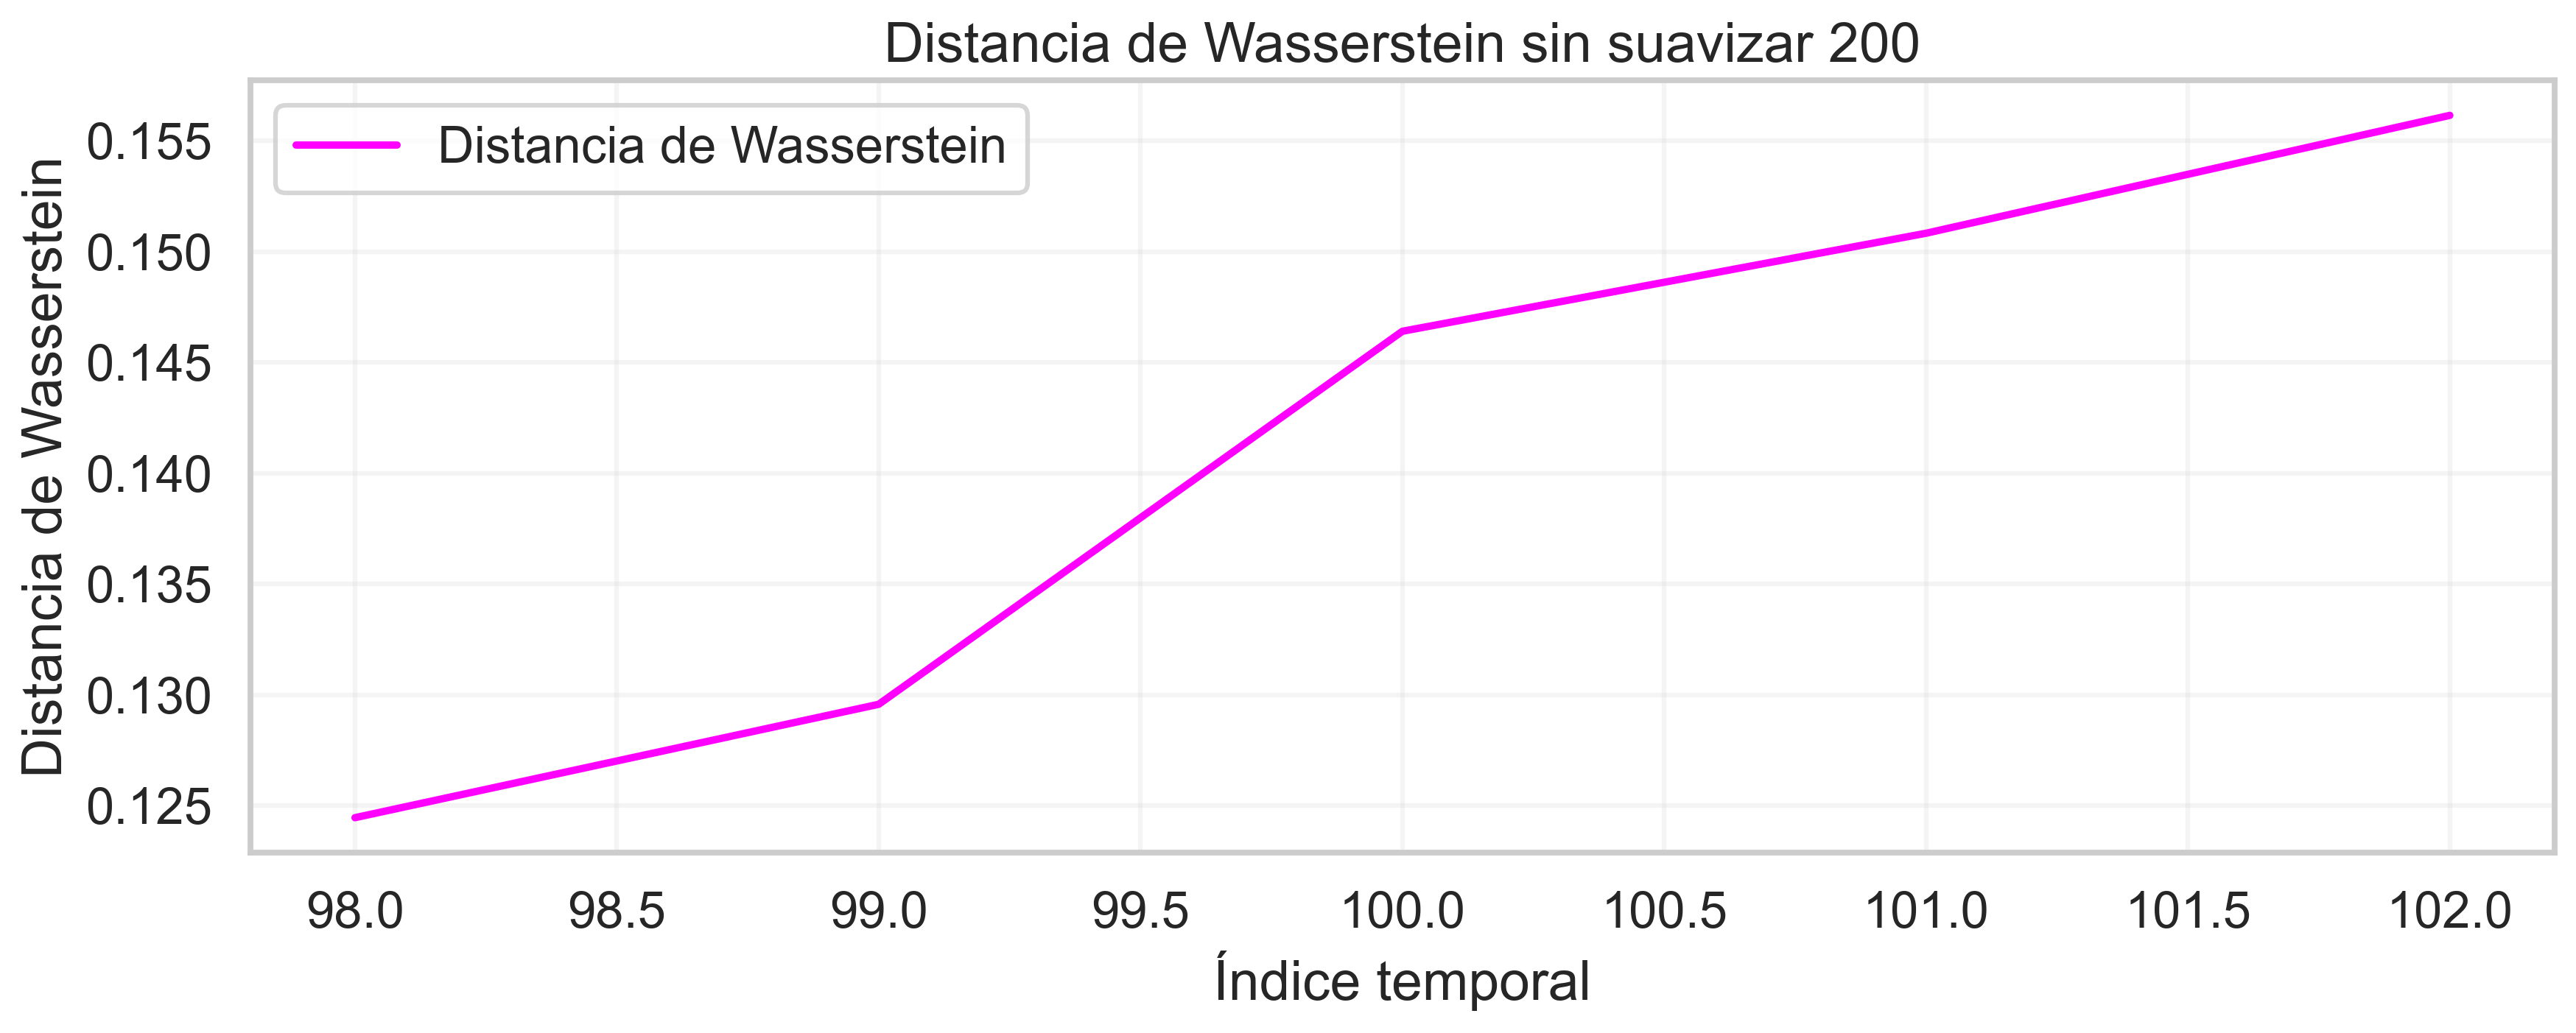 Distancia de Wasserstein sin suavizar 200
Distancia de Wasserstein
Distancia de Wasserstein
0.155
0.150
0.145
0.140
0.135
0.130
0.125
98.0 98.5 99.0 99.5 100.0 100.5 101.0 101.5 102.0
Índice temporal